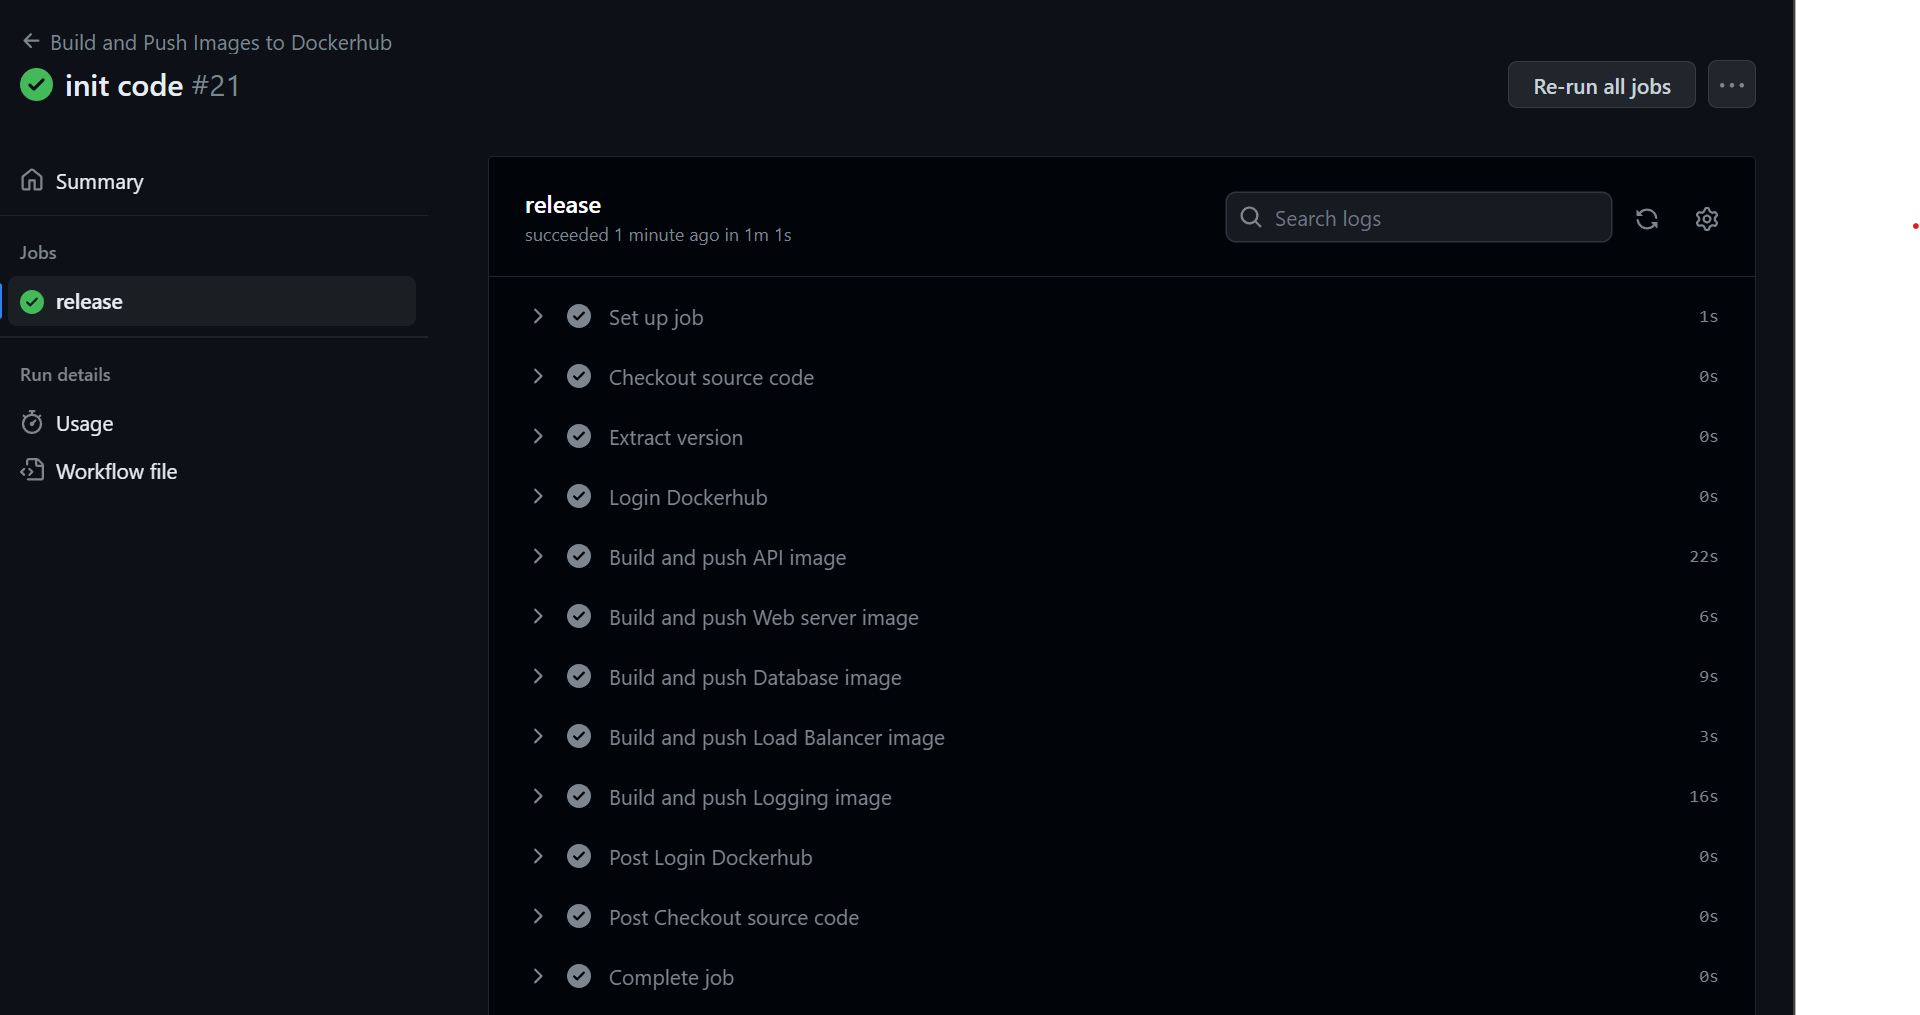 Build and Push Images to Dockerhub
init code #21
Re-run all jobs
Summary
Jobs
release
Run details
Usage
Workflow file
release
succeeded 1 minute ago in 1m 1s
Search logs
Set up job 1s
Checkout source code 0s
Extract version 0s
Login Dockerhub 0s
Build and push API image 22s
Build and push Web server image 6s
Build and push Database image 9s
Build and push Load Balancer image 3s
Build and push Logging image 16s
Post Login Dockerhub 0s
Post Checkout source code 0s
Complete job 0s